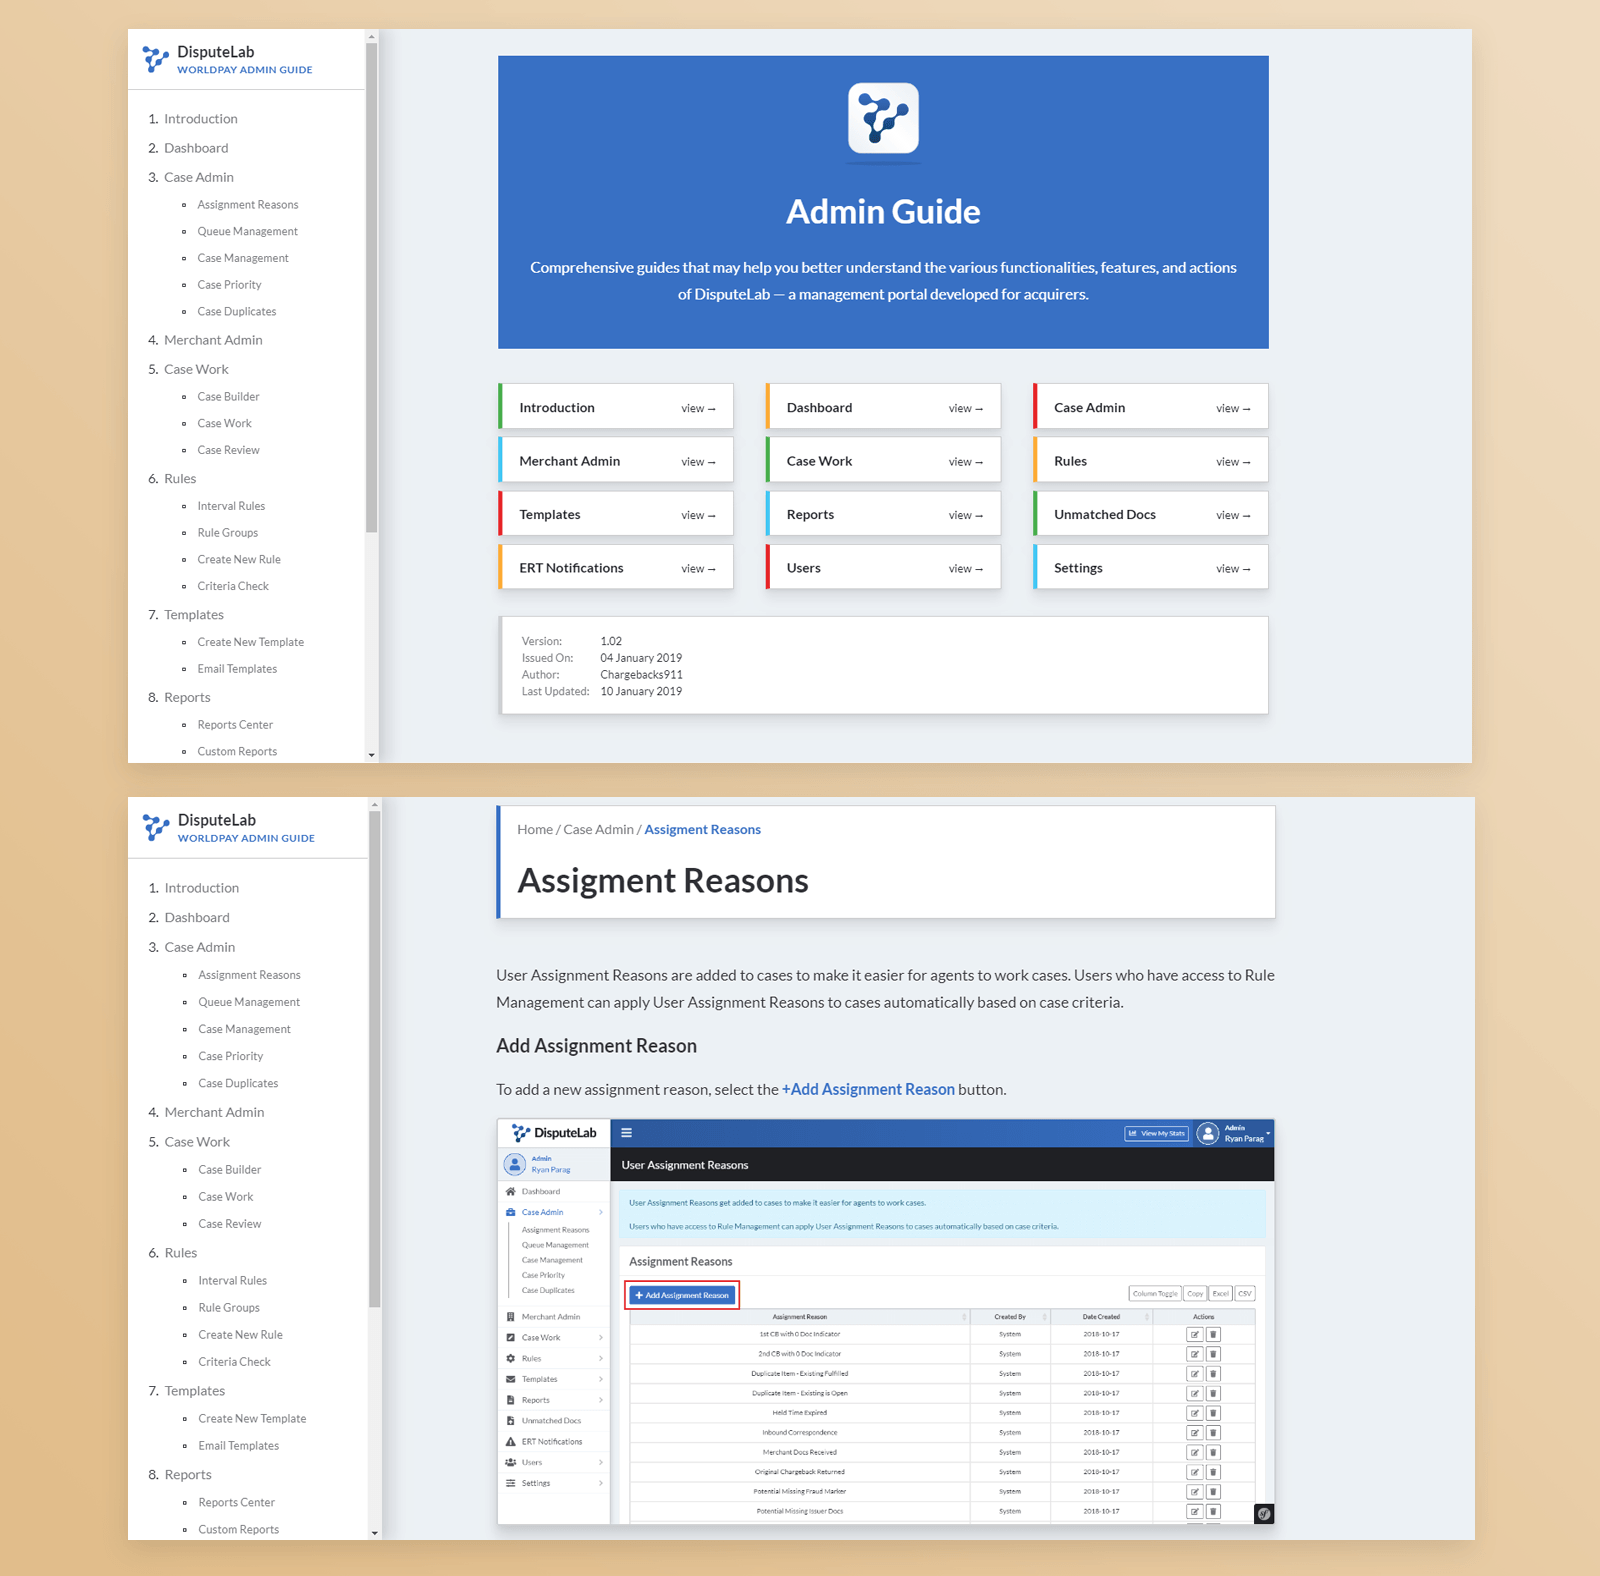 DisputeLab
WORLDPAY ADMIN GUIDE
1. Introduction
2. Dashboard
3. Case Admin
Assignment Reasons
Queue Management
Case Management
Case Priority
Case Duplicates
4. Merchant Admin
5. Case Work
Case Builder
Case Work
Case Review
6. Rules
Interval Rules
Rule Groups
Create New Rule
Criteria Check
7. Templates
Create New Template
Email Templates
8. Reports
Reports Center
Custom Reports
Admin Guide
Comprehensive guides that may help you better understand the various functionalities, features, and actions
of DisputeLab — a management portal developed for acquirers.
Introduction view →
Dashboard view →
Case Admin view →
Merchant Admin view →
Case Work view →
Rules view →
Templates view →
Reports view →
Unmatched Docs view →
ERT Notifications view →
Users view →
Settings view →
Version: 1.02
Issued On: 04 January 2019
Author: Chargebacks911
Last Updated: 10 January 2019
DisputeLab
WORLDPAY ADMIN GUIDE
1. Introduction
2. Dashboard
3. Case Admin
Assignment Reasons
Queue Management
Case Management
Case Priority
Case Duplicates
4. Merchant Admin
5. Case Work
Case Builder
Case Work
Case Review
6. Rules
Interval Rules
Rule Groups
Create New Rule
Criteria Check
7. Templates
Create New Template
Email Templates
8. Reports
Reports Center
Custom Reports
Home / Case Admin / Assigment Reasons
Assigment Reasons
User Assignment Reasons are added to cases to make it easier for agents to work cases. Users who have access to Rule
Management can apply User Assignment Reasons to cases automatically based on case criteria.
Add Assignment Reason
To add a new assignment reason, select the +Add Assignment Reason button.
DisputeLab
View My Stats
Admin
Ryan Parag
Admin
Ryan Parag
Dashboard
Case Admin
Assignment Reasons
Queue Management
Case Management
Case Priority
Case Duplicates
Merchant Admin
Case Work
Rules
Templates
Reports
Unmatched Docs
ERT Notifications
Users
Settings
User Assignment Reasons
User Assignment Reasons get added to cases to make it easier for agents to work cases.
Users who have access to Rule Management can apply User Assignment Reasons to cases automatically based on case criteria.
Assignment Reasons
+ Add Assignment Reason
Column Toggle Copy Excel CSV
Assignment Reason Created By Date Created Actions
1st CB with 0 Doc Indicator System 2018-10-17
2nd CB with 0 Doc Indicator System 2018-10-17
Duplicate Item - Existing Fulfilled System 2018-10-17
Duplicate Item - Existing is Open System 2018-10-17
Held Time Expired System 2018-10-17
Inbound Correspondence System 2018-10-17
Merchant Docs Received System 2018-10-17
Original Chargeback Returned System 2018-10-17
Potential Missing Fraud Marker System 2018-10-17
Potential Missing Issuer Docs System 2018-10-17